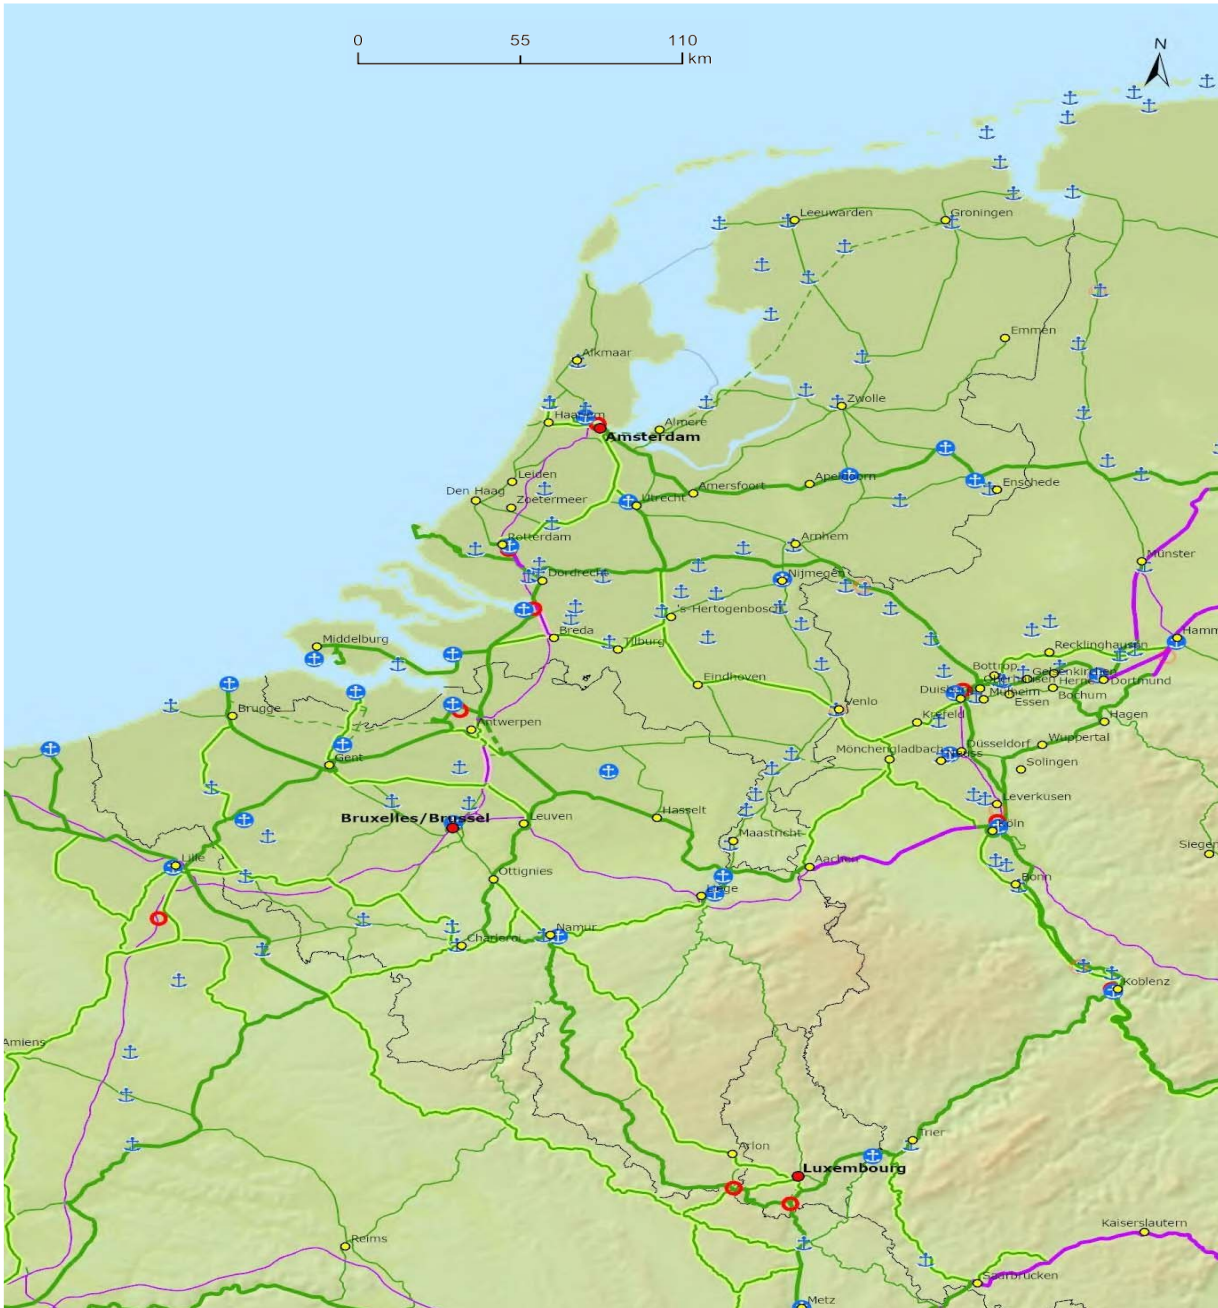 0 55 110
km
N
Leeuwarden
Groningen
Emmen
Alkmaar
Zwolle
Almere
Amsterdam
Leiden
Den Haag
Zoetermeer
Utrecht
Amersfoort
Enschede
Rotterdam
Arnhem
Münster
Dordrecht
Nijmegen
's-Hertogenbosch
Middelburg
Breda
Tilburg
Hamm
Recklinghausen
Bottrop
Eindhoven
Herne
Dortmund
Mülheim
Bochum
Essen
Venlo
Brugge
Antwerpen
Krefeld
Hagen
Wuppertal
Mönchengladbach
Düsseldorf
Gent
Solingen
Leverkusen
Hasselt
Bruxelles/Brussel
Leuven
Köln
Maastricht
Siegen
Lille
Aachen
Ottignies
Bonn
Liège
Namur
Charleroi
Koblenz
Amiens
Trier
Arlon
Luxembourg
Kaiserslautern
Reims
Saarbrücken
Metz